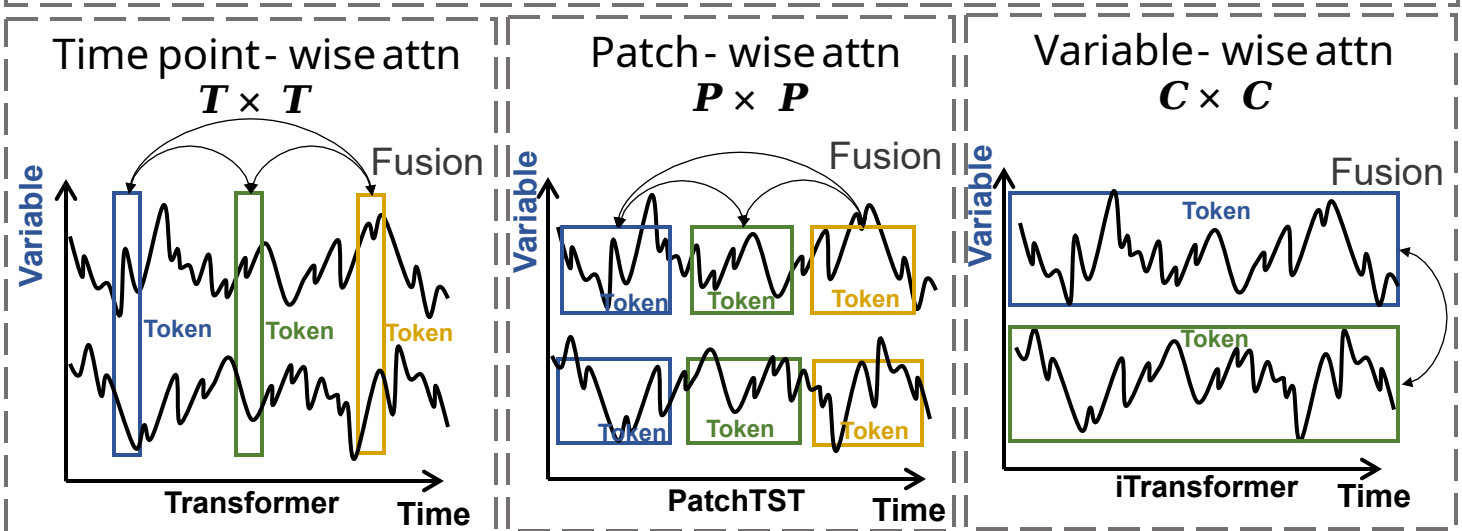 Time point- wise attn
T × T
Fusion
Variable
Token
Token
Token
Transformer
Time
Patch- wise attn
P × P
Fusion
Variable
Token
Token
Token
Token
Token
Token
PatchTST
Time
Variable- wise attn
C × C
Fusion
Variable
Token
Token
iTransformer
Time